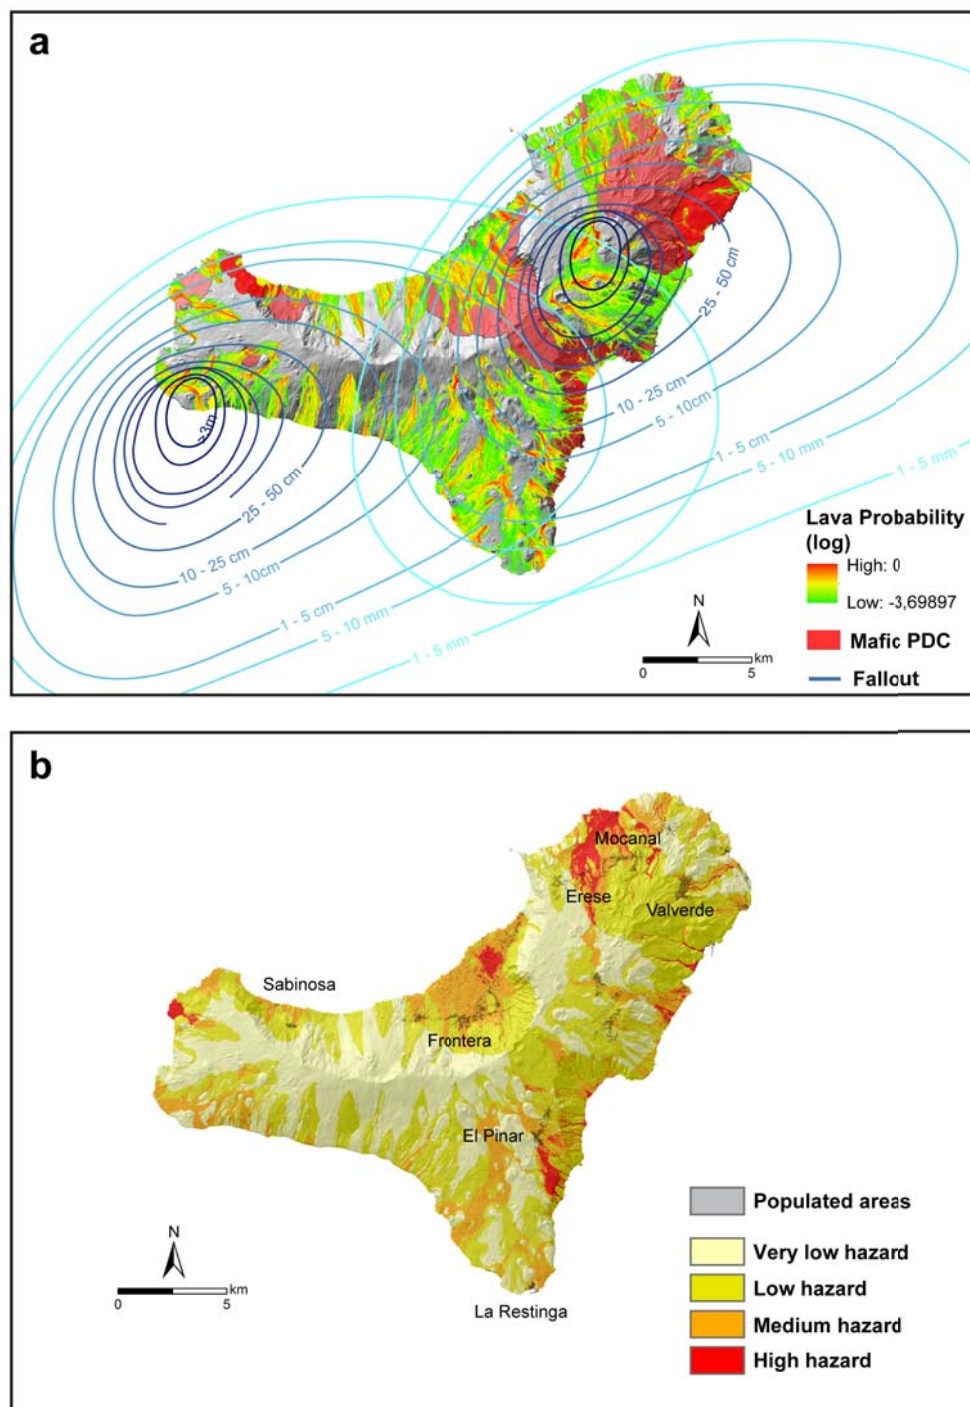 a
25 - 50 cm
10 - 25 cm
5 - 10cm
1 - 5 cm
5 - 10 mm
1 - 5 mm
>3m
25 - 50 cm
10 - 25 cm
5 - 10cm
1 - 5 cm
5 - 10 mm
1 - 5 mm
Lava Probability
(log)
High: 0
Low: -3,69897
Mafic PDC
Fallout
N
km
0 5
b
Mocanal
Erese
Valverde
Sabinosa
Frontera
El Pinar
La Restinga
N
km
0 5
Populated areas
Very low hazard
Low hazard
Medium hazard
High hazard